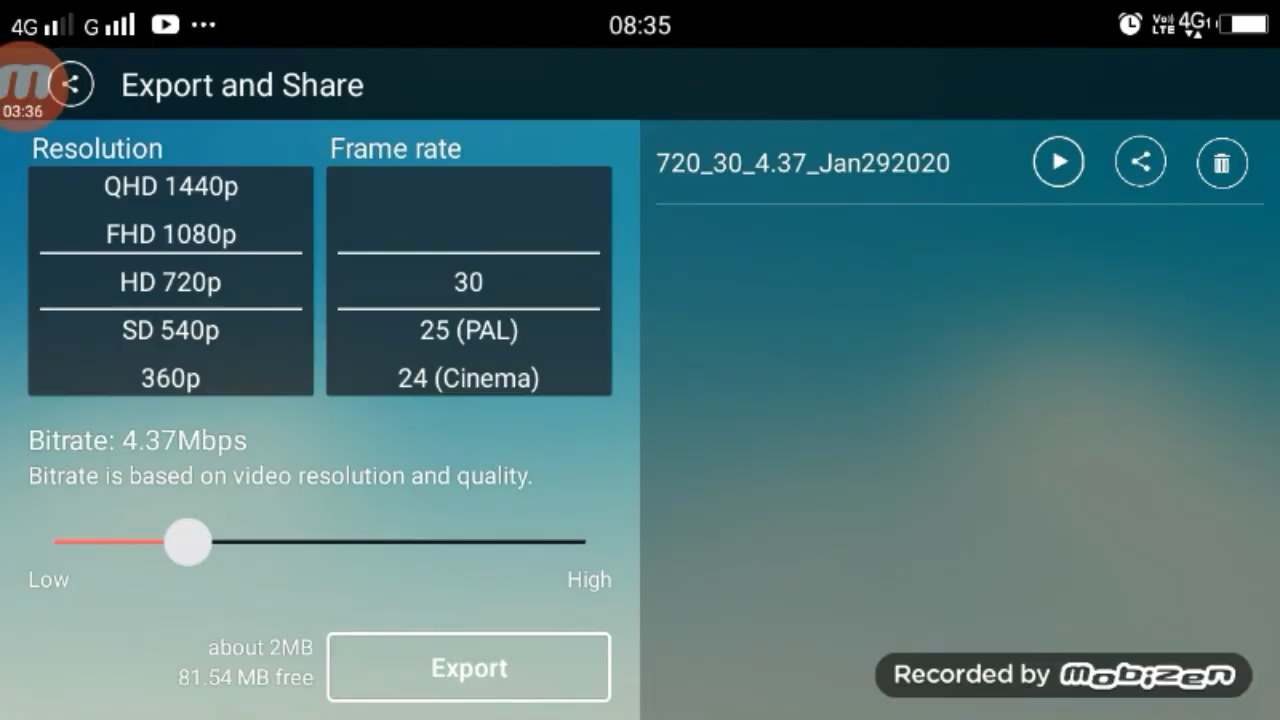 4G G 08:35 VoLTE 4G1
03:36
Export and Share
Resolution
QHD 1440p
FHD 1080p
HD 720p
SD 540p
360p
Frame rate
30
25 (PAL)
24 (Cinema)
Bitrate: 4.37Mbps
Bitrate is based on video resolution and quality.
Low
High
about 2MB
81.54 MB free
Export
720_30_4.37_Jan292020
Recorded by mobizen